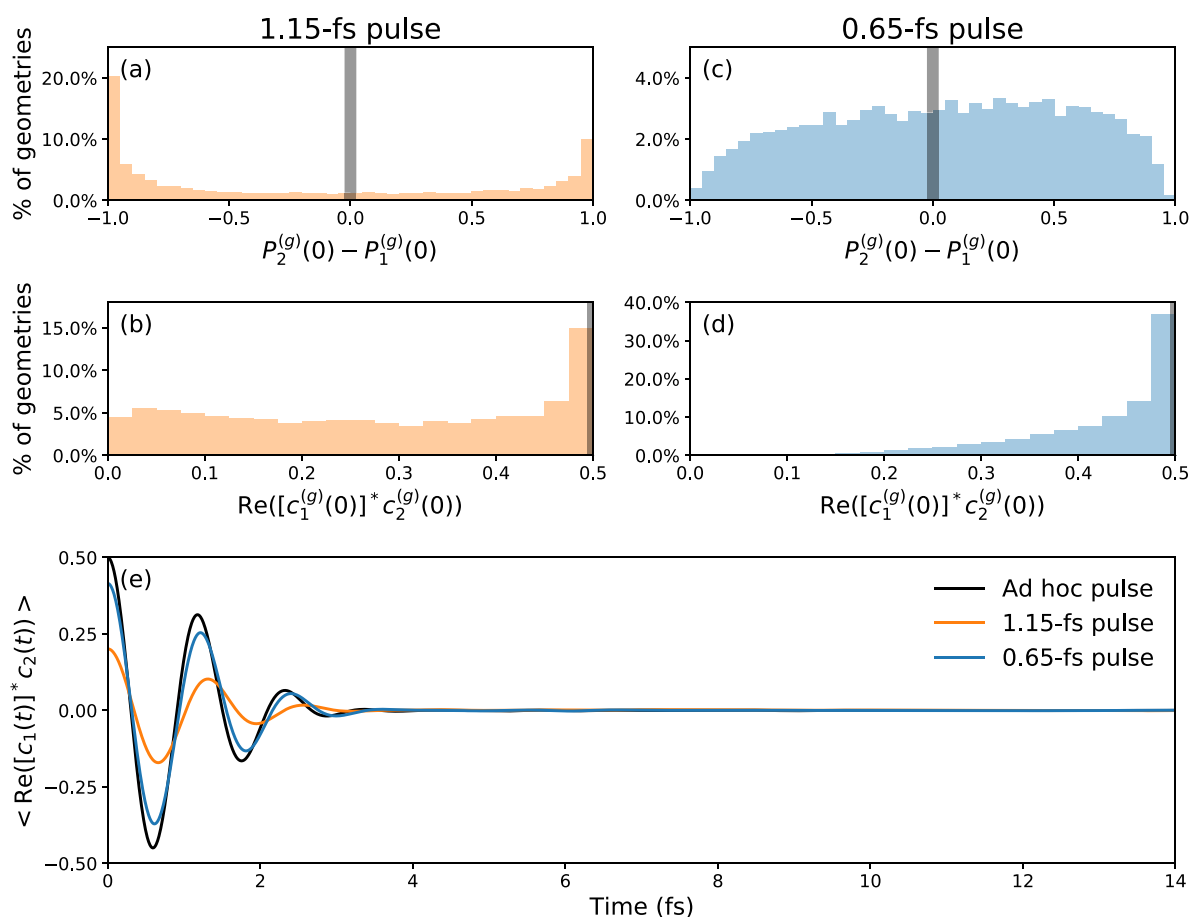 1.15-fs pulse
0.65-fs pulse
% of geometries
(a)
20.0%
10.0%
0.0%
−1.0 −0.5 0.0 0.5 1.0
P₂⁽ᵍ⁾(0) − P₁⁽ᵍ⁾(0)
(c)
4.0%
2.0%
0.0%
−1.0 −0.5 0.0 0.5 1.0
P₂⁽ᵍ⁾(0) − P₁⁽ᵍ⁾(0)
% of geometries
(b)
15.0%
10.0%
5.0%
0.0%
0.0 0.1 0.2 0.3 0.4 0.5
Re([c₁⁽ᵍ⁾(0)]* c₂⁽ᵍ⁾(0))
(d)
40.0%
30.0%
20.0%
10.0%
0.0%
0.0 0.1 0.2 0.3 0.4 0.5
Re([c₁⁽ᵍ⁾(0)]* c₂⁽ᵍ⁾(0))
< Re([c₁(t)]* c₂(t)) >
(e)
0.50
0.25
0.00
−0.25
−0.50
Ad hoc pulse
1.15-fs pulse
0.65-fs pulse
0 2 4 6 8 10 12 14
Time (fs)